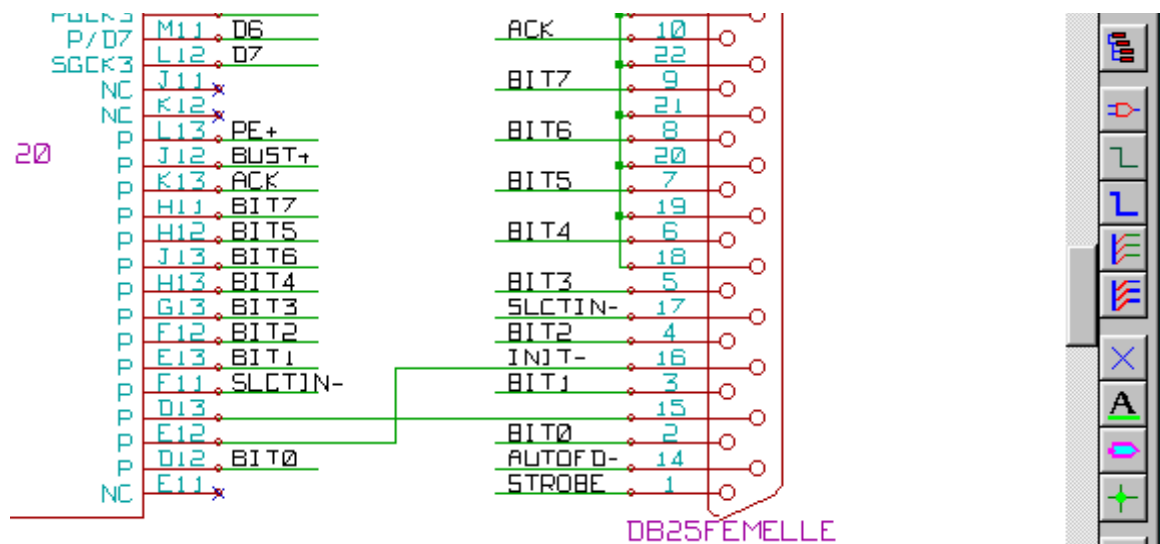 PGCK3
P/D7 M11 D6 ACK 10
SGCK3 L12 D7 22
NC J11 BIT7 9
NC K12 21
P L13 PE+ BIT6 8
20 P J12 BUST+ 20
P K13 ACK BIT5 7
P H11 BIT7 19
P H12 BIT5 BIT4 6
P J13 BIT6 18
P H13 BIT4 BIT3 5
P G13 BIT3 SLCTIN- 17
P F12 BIT2 BIT2 4
P E13 BIT1 INIT- 16
P F11 SLCTIN- BIT1 3
P D13 15
P E12 BIT0 2
P D12 BIT0 AUTOFD- 14
NC E11 STROBE 1
DB25FEMELLE
A